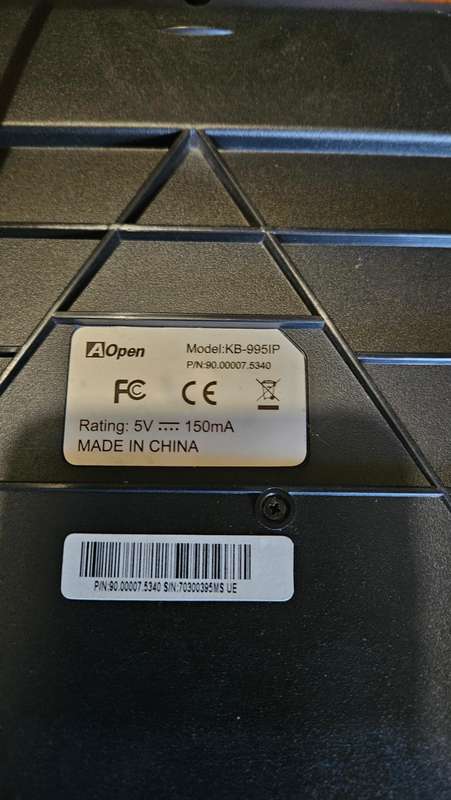 AOpen
Model:KB-995IP
P/N:90.00007.5340
FC CE
Rating: 5V 150mA
MADE IN CHINA
P/N:90.00007.5340 S/N:70300395MS UE